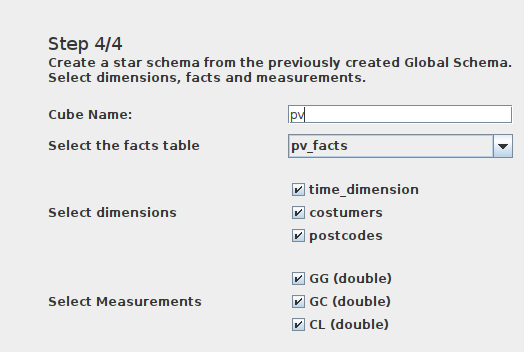 Step 4/4
Create a star schema from the previously created Global Schema.
Select dimensions, facts and measurements.
Cube Name: pv
Select the facts table pv_facts
time_dimension
Select dimensions costumers
postcodes
GG (double)
Select Measurements GC (double)
CL (double)